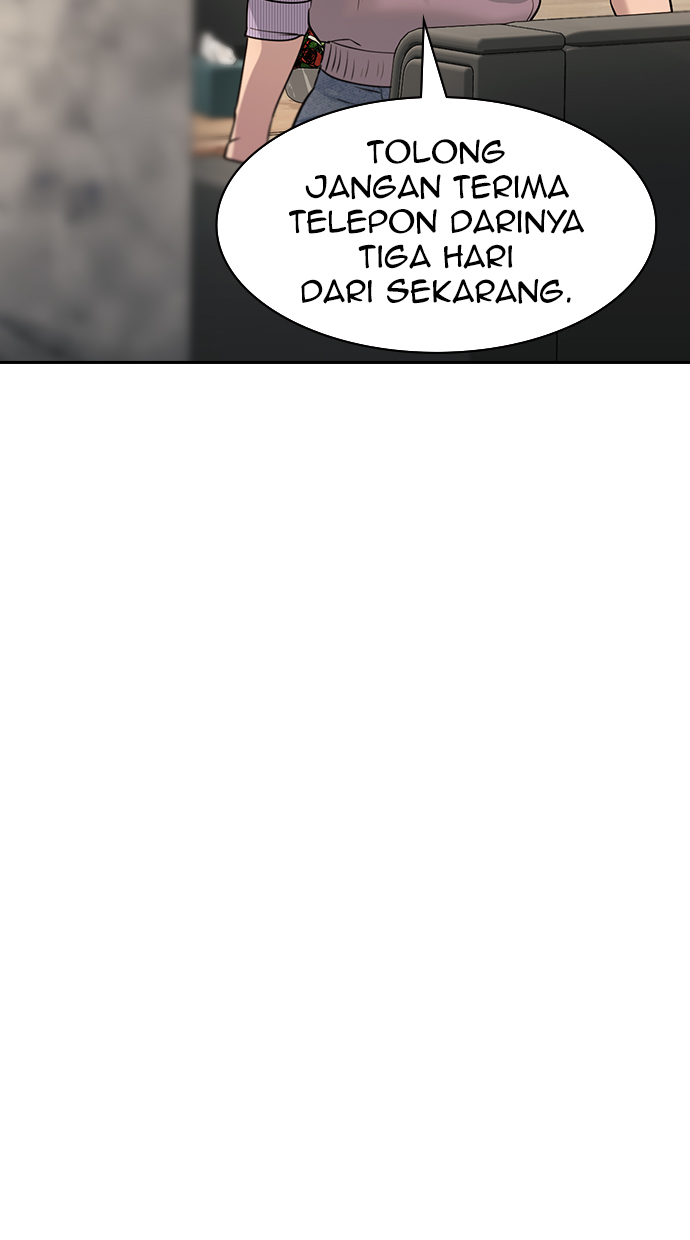 TOLONG
JANGAN TERIMA
TELEPON DARINYA
TIGA HARI
DARI SEKARANG.